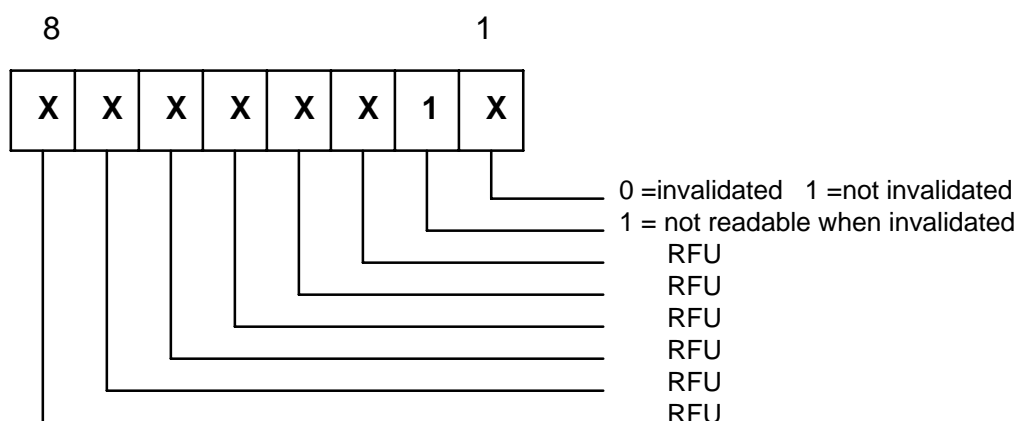 8 1
X X X X X X 1 X
0 =invalidated 1 =not invalidated
1 = not readable when invalidated
RFU
RFU
RFU
RFU
RFU
RFU